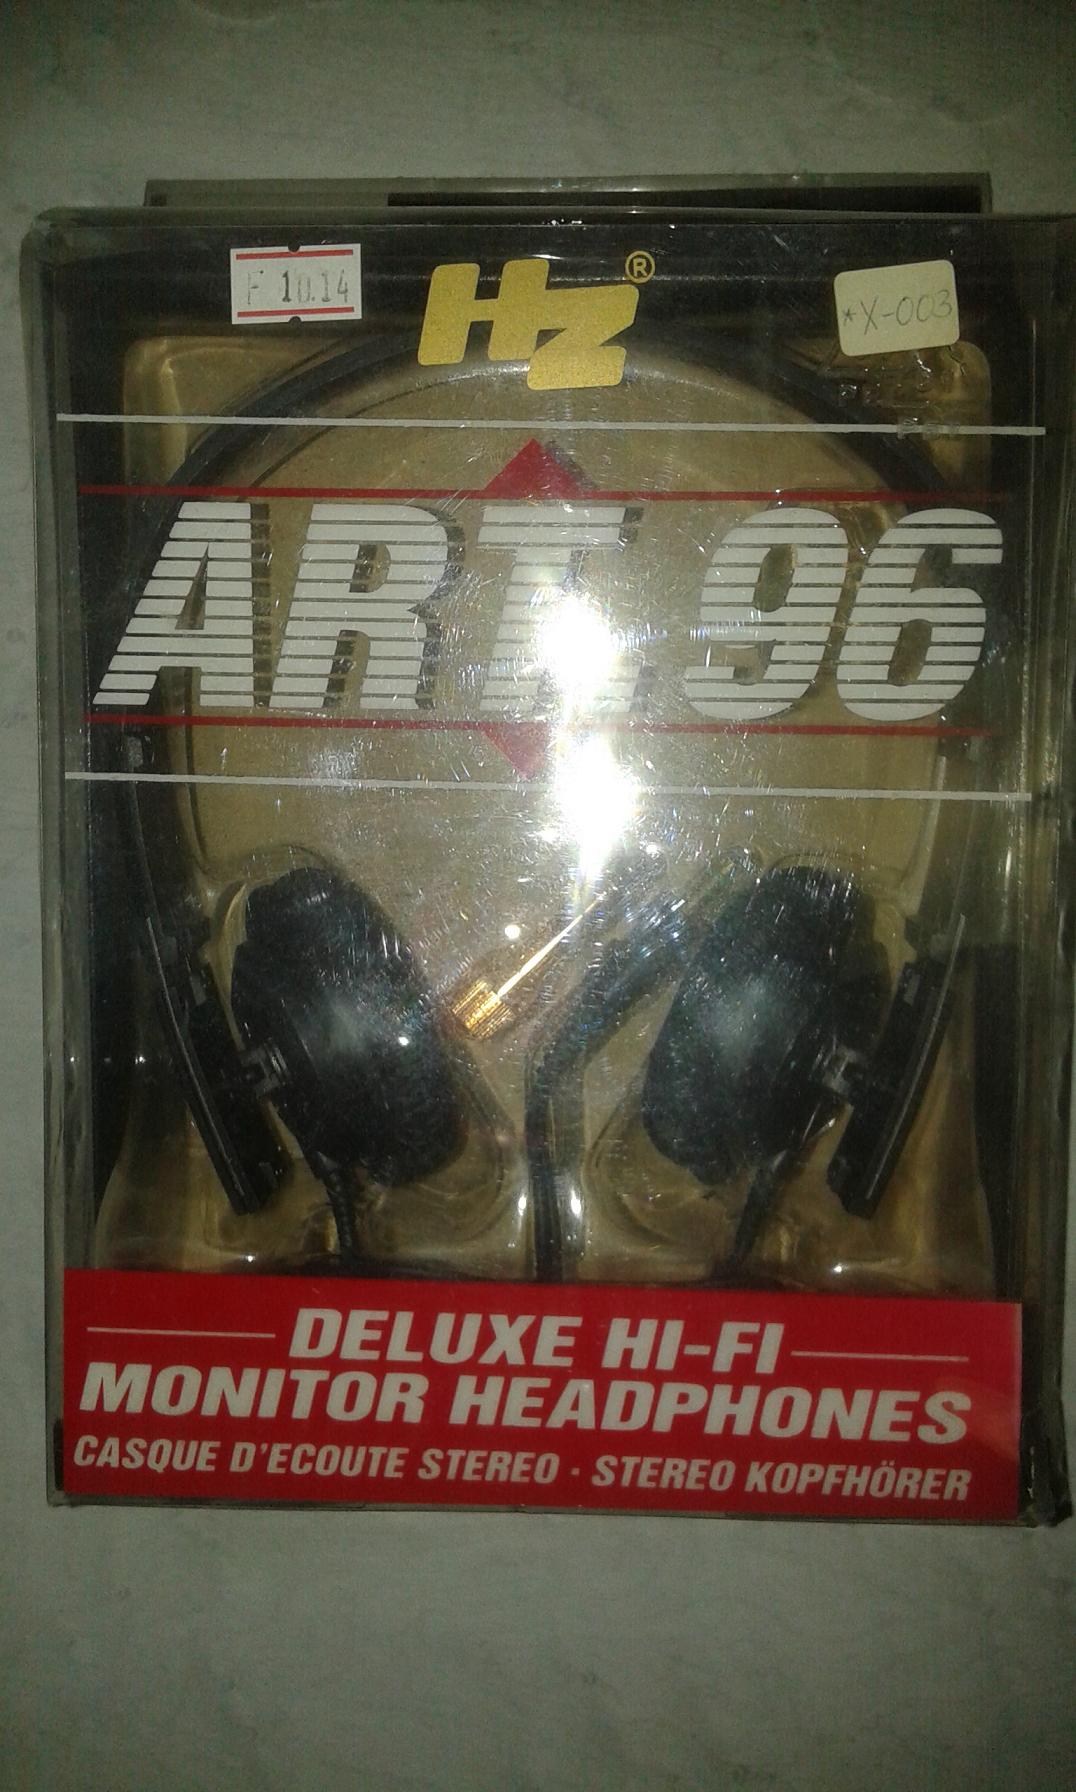 F 10.14
Hz®
*X-003
ART. 96
DELUXE HI-FI
MONITOR HEADPHONES
CASQUE D'ECOUTE STEREO · STEREO KOPFHÖRER